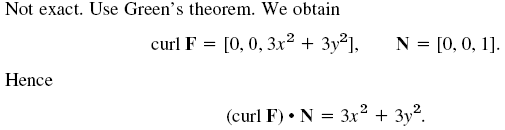 Not exact. Use Green's theorem. We obtain
curl F = [0, 0, 3x² + 3y²],   N = [0, 0, 1].
Hence
(curl F) • N = 3x² + 3y².